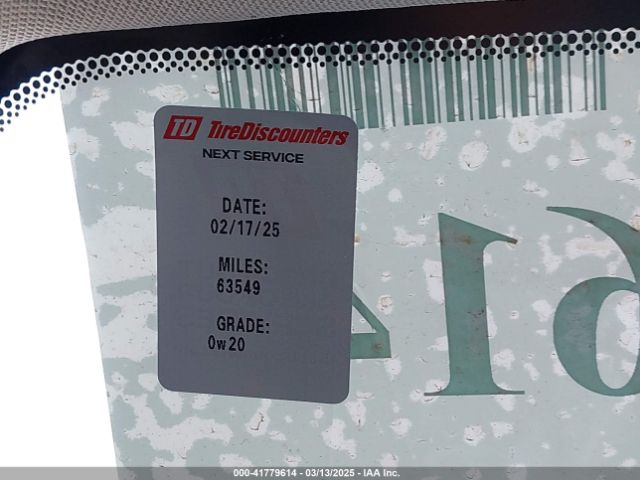 TD TireDiscounters
NEXT SERVICE
DATE:
02/17/25
MILES:
63549
GRADE:
0w20
000-41779614 - 03/13/2025 - IAA Inc.